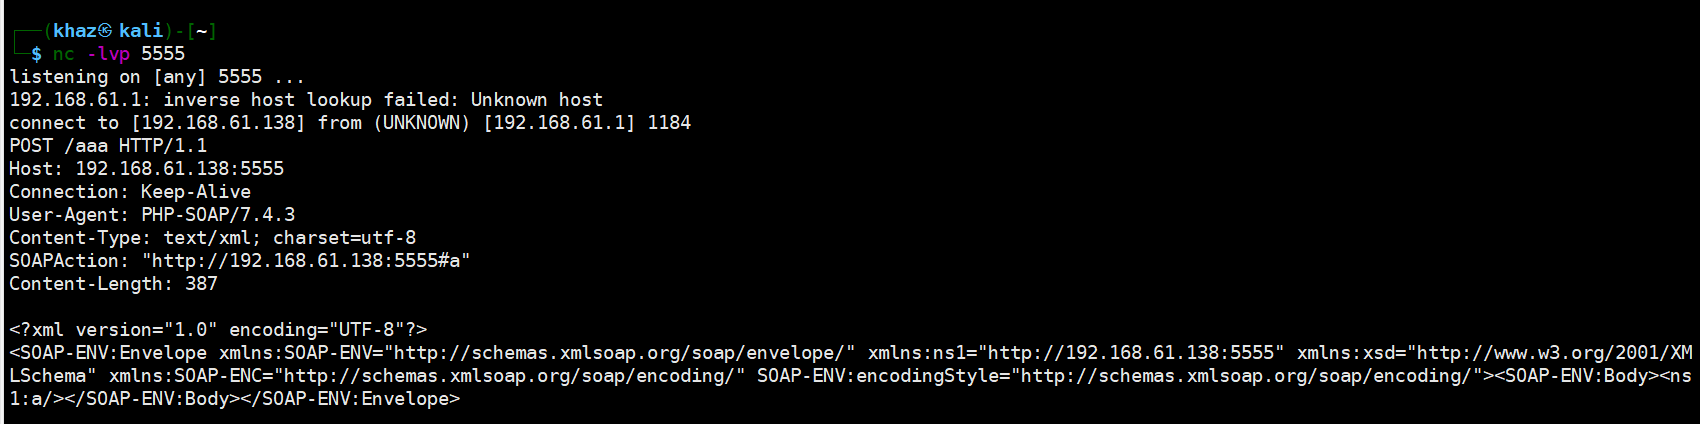 ┌──(khaz㉿kali)-[~]
└─$ nc -lvp 5555
listening on [any] 5555 ...
192.168.61.1: inverse host lookup failed: Unknown host
connect to [192.168.61.138] from (UNKNOWN) [192.168.61.1] 1184
POST /aaa HTTP/1.1
Host: 192.168.61.138:5555
Connection: Keep-Alive
User-Agent: PHP-SOAP/7.4.3
Content-Type: text/xml; charset=utf-8
SOAPAction: "http://192.168.61.138:5555#a"
Content-Length: 387

<?xml version="1.0" encoding="UTF-8"?>
<SOAP-ENV:Envelope xmlns:SOAP-ENV="http://schemas.xmlsoap.org/soap/envelope/" xmlns:ns1="http://192.168.61.138:5555" xmlns:xsd="http://www.w3.org/2001/XM
LSchema" xmlns:SOAP-ENC="http://schemas.xmlsoap.org/soap/encoding/" SOAP-ENV:encodingStyle="http://schemas.xmlsoap.org/soap/encoding/"><SOAP-ENV:Body><ns
1:a/></SOAP-ENV:Body></SOAP-ENV:Envelope>